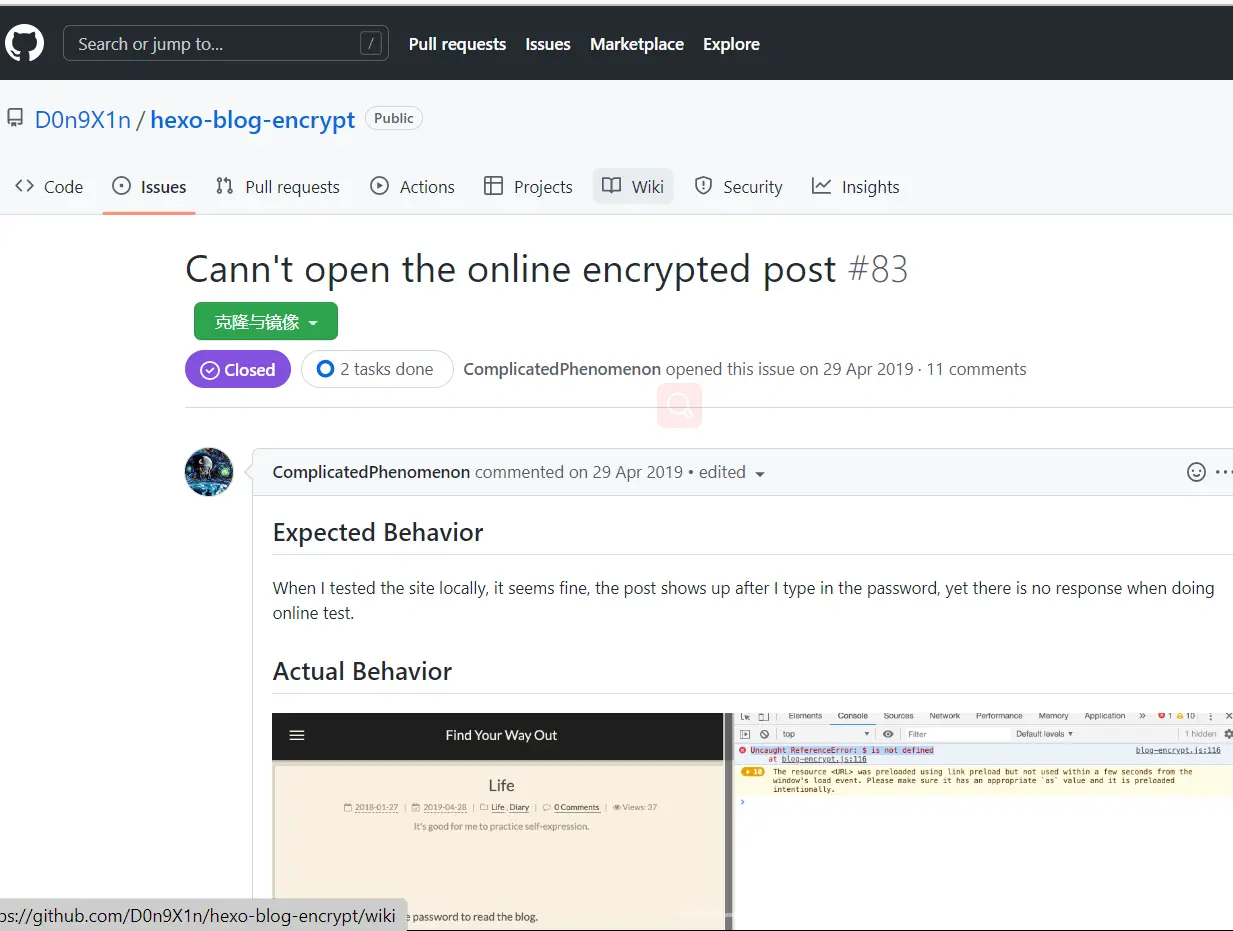 Search or jump to... /
Pull requests Issues Marketplace Explore
D0n9X1n / hexo-blog-encrypt Public
Code Issues Pull requests Actions Projects Wiki Security Insights
Cann't open the online encrypted post #83
克隆与镜像
Closed 2 tasks done ComplicatedPhenomenon opened this issue on 29 Apr 2019 · 11 comments
ComplicatedPhenomenon commented on 29 Apr 2019 • edited
Expected Behavior
When I tested the site locally, it seems fine, the post shows up after I type in the password, yet there is no response when doing
online test.
Actual Behavior
Find Your Way Out
Life
2018-01-27 | 2019-04-28 | Life, Diary | 0 Comments | Views: 37
It's good for me to practice self-expression.
e password to read the blog.
Elements Console Sources Network Performance Memory Application » 1 10
top Filter Default levels 1 hidden
Uncaught ReferenceError: $ is not defined blog-encrypt.js:116
at blog-encrypt.js:116
10 The resource <URL> was preloaded using link preload but not used within a few seconds from the
window's load event. Please make sure it has an appropriate `as` value and it is preloaded
intentionally.
ps://github.com/D0n9X1n/hexo-blog-encrypt/wiki